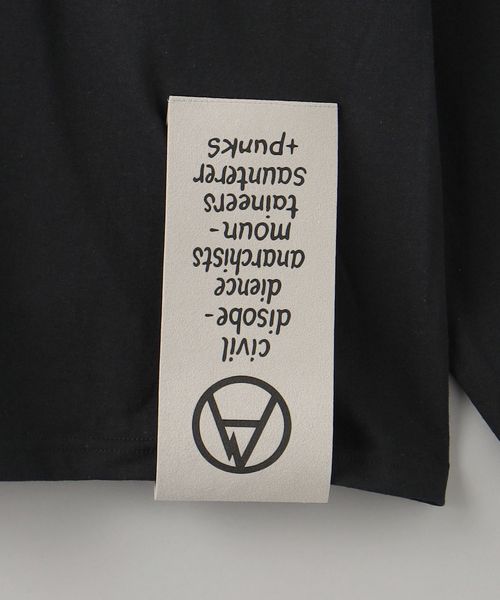 civil
disobe-
dience
anarchists
moun-
taineers
saunterer
+punks